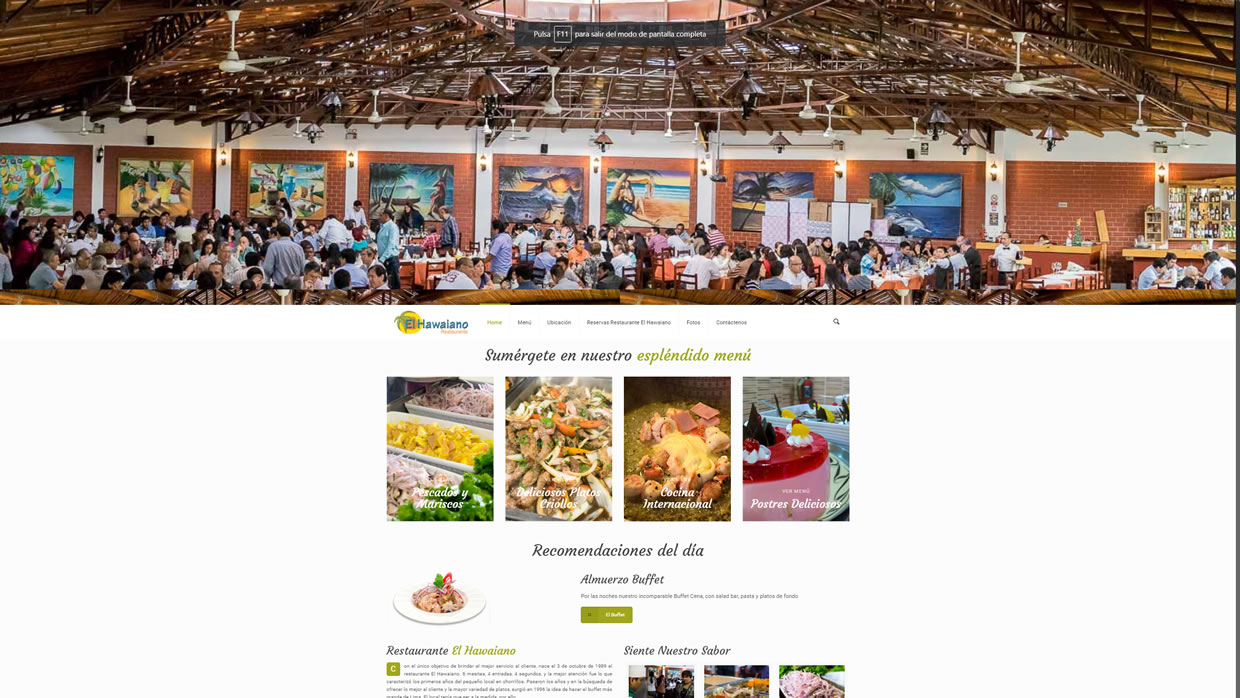 Pulsa F11 para salir del modo de pantalla completa
El Hawaiano
Restaurante
Home Menú Ubicación Reservas Restaurante El Hawaiano Fotos Contáctenos
Sumérgete en nuestro espléndido menú
Pescados y
Mariscos
Deliciosos Platos
Criollos
Cocina
Internacional
VER MENÚ
Postres Deliciosos
Recomendaciones del día
Almuerzo Buffet
Por las noches nuestro incomparable Buffet Cena, con salad bar, pasta y platos de fondo
El Buffet
Restaurante El Hawaiano
Siente Nuestro Sabor
C on el único objetivo de brindar el mejor servicio al cliente, nace el 3 de octubre de 1989 el
restaurante El Hawaiano. 6 mesitas, 4 entradas, 4 segundos, y la mejor atención fue lo que
caracterizó los primeros años del pequeño local en chorrillos. Pasaron los años y en la búsqueda de
ofrecer lo mejor al cliente y la mayor variedad de platos, surgió en 1996 la idea de hacer el buffet más